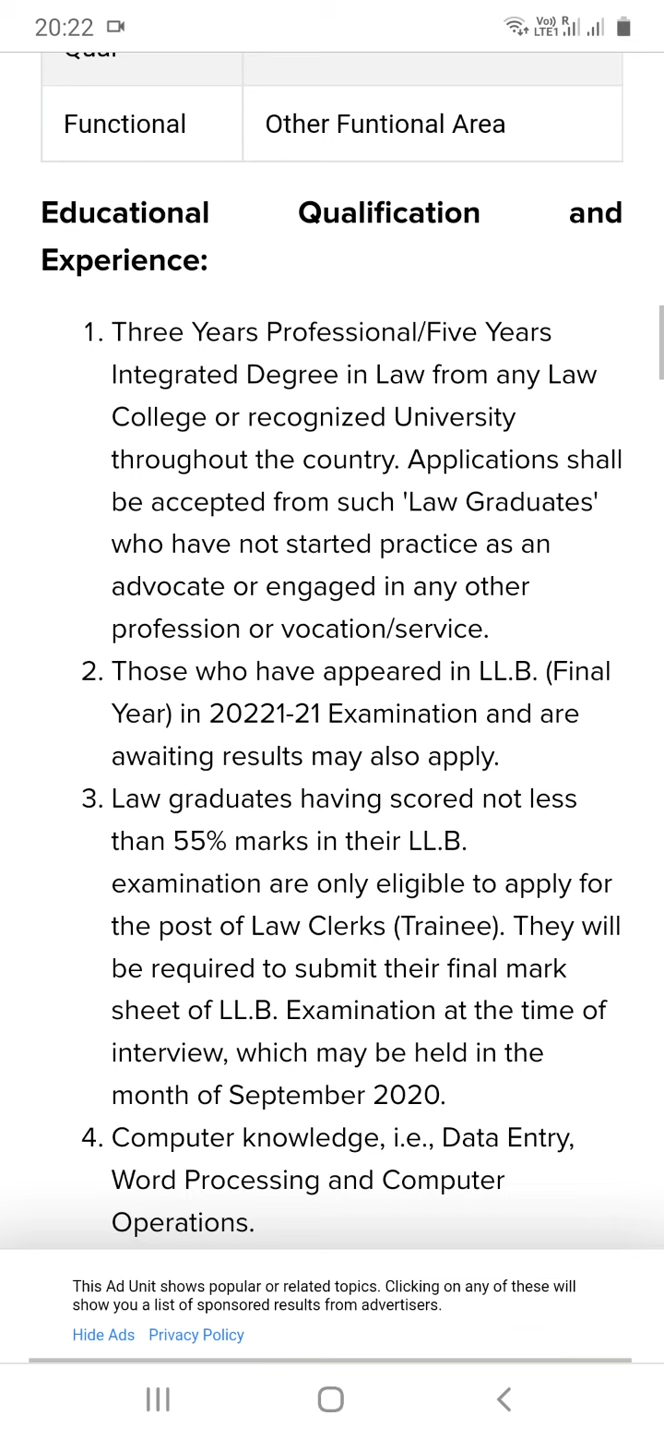 20:22
Vo)) R
LTE1
Functional Other Funtional Area
Educational Qualification and
Experience:
1. Three Years Professional/Five Years
Integrated Degree in Law from any Law
College or recognized University
throughout the country. Applications shall
be accepted from such 'Law Graduates'
who have not started practice as an
advocate or engaged in any other
profession or vocation/service.
2. Those who have appeared in LL.B. (Final
Year) in 20221-21 Examination and are
awaiting results may also apply.
3. Law graduates having scored not less
than 55% marks in their LL.B.
examination are only eligible to apply for
the post of Law Clerks (Trainee). They will
be required to submit their final mark
sheet of LL.B. Examination at the time of
interview, which may be held in the
month of September 2020.
4. Computer knowledge, i.e., Data Entry,
Word Processing and Computer
Operations.
This Ad Unit shows popular or related topics. Clicking on any of these will
show you a list of sponsored results from advertisers.
Hide Ads Privacy Policy